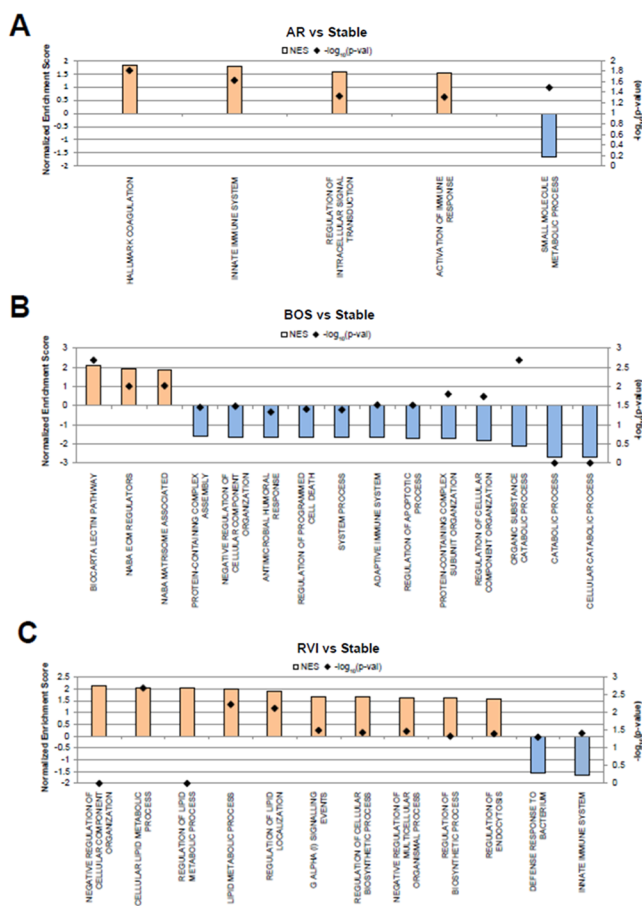 A
AR vs Stable
NES -log10(p-val)
Normalized Enrichment Score
2
1.5
1
0.5
0
-0.5
-1
-1.5
-2
2
1.8
1.6
1.4
1.2
1
0.8
0.6
0.4
0.2
0
-log10(p-value)
HALLMARK COAGULATION
INNATE IMMUNE SYSTEM
REGULATION OF
INTRACELLULAR SIGNAL
TRANSDUCTION
ACTIVATION OF IMMUNE
RESPONSE
SMALL MOLECULE
METABOLIC PROCESS
B
BOS vs Stable
NES -log10(p-val)
Normalized Enrichment Score
3
2
1
0
-1
-2
-3
3
2.5
2
1.5
1
0.5
0
-log10(p-value)
BIOCARTA LECTIN PATHWAY
NABA ECM REGULATORS
NABA MATRISOME ASSOCIATED
PROTEIN-CONTAINING COMPLEX
ASSEMBLY
NEGATIVE REGULATION OF
CELLULAR COMPONENT
ORGANIZATION
ANTIMICROBIAL HUMORAL
RESPONSE
REGULATION OF PROGRAMMED
CELL DEATH
SYSTEM PROCESS
ADAPTIVE IMMUNE SYSTEM
REGULATION OF APOPTOTIC
PROCESS
PROTEIN-CONTAINING COMPLEX
SUBUNIT ORGANIZATION
REGULATION OF CELLULAR
COMPONENT ORGANIZATION
ORGANIC SUBSTANCE
CATABOLIC PROCESS
CATABOLIC PROCESS
CELLULAR CATABOLIC PROCESS
C
RVI vs Stable
NES -log10(p-val)
Normalized Enrichment Score
2.5
2
1.5
1
0.5
0
-0.5
-1
-1.5
-2
3
2.5
2
1.5
1
0.5
0
-log10(p-value)
NEGATIVE REGULATION OF
CELLULAR COMPONENT
ORGANIZATION
CELLULAR LIPID METABOLIC
PROCESS
REGULATION OF LIPID
METABOLIC PROCESS
LIPID METABOLIC PROCESS
REGULATION OF LIPID
LOCALIZATION
G ALPHA (I) SIGNALLING
EVENTS
REGULATION OF CELLULAR
BIOSYNTHETIC PROCESS
NEGATIVE REGULATION OF
MULTICELLULAR
ORGANISMAL PROCESS
REGULATION OF
BIOSYNTHETIC PROCESS
REGULATION OF
ENDOCYTOSIS
DEFENSE RESPONSE TO
BACTERIUM
INNATE IMMUNE SYSTEM